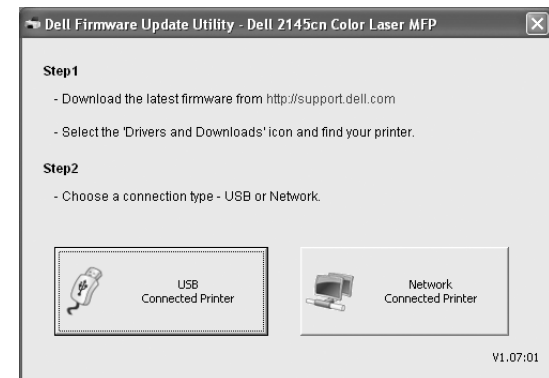 Dell Firmware Update Utility - Dell 2145cn Color Laser MFP
Step1
- Download the latest firmware from http://support.dell.com
- Select the 'Drivers and Downloads' icon and find your printer.
Step2
- Choose a connection type - USB or Network.
USB
Connected Printer
Network
Connected Printer
V1.07:01